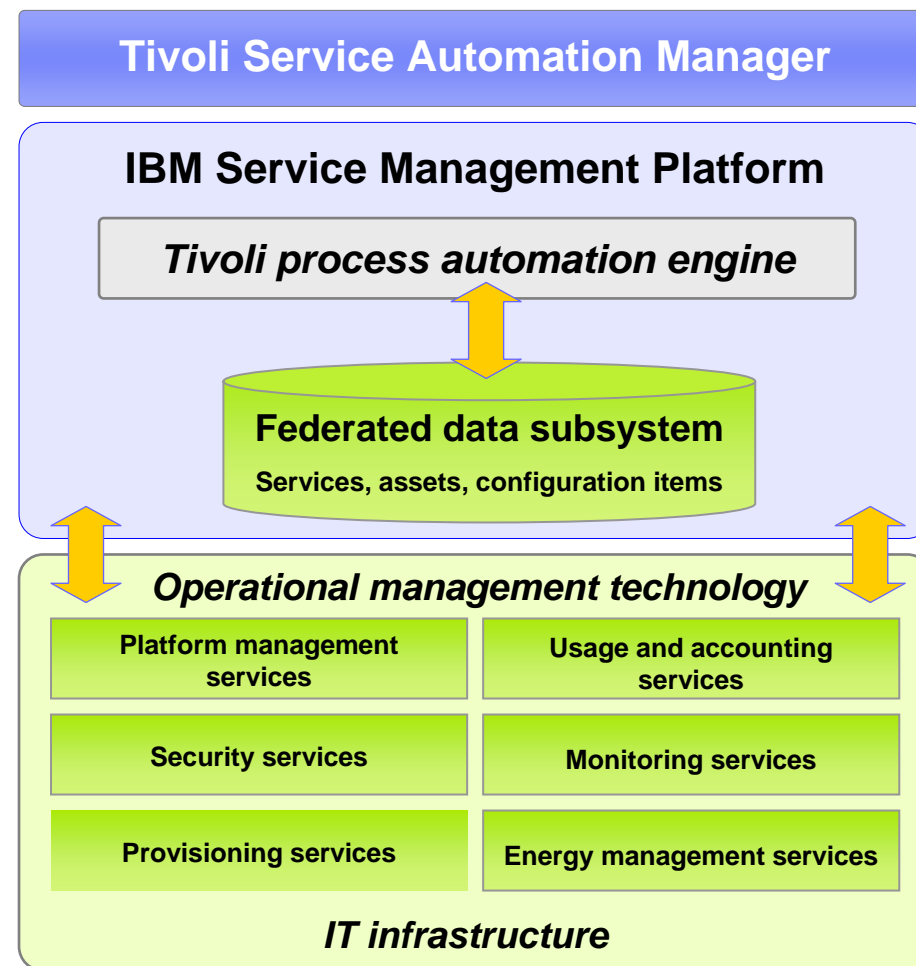 Tivoli Service Automation Manager
IBM Service Management Platform
Tivoli process automation engine
Federated data subsystem
Services, assets, configuration items
Operational management technology
Platform management
services
Usage and accounting
services
Security services
Monitoring services
Provisioning services
Energy management services
IT infrastructure